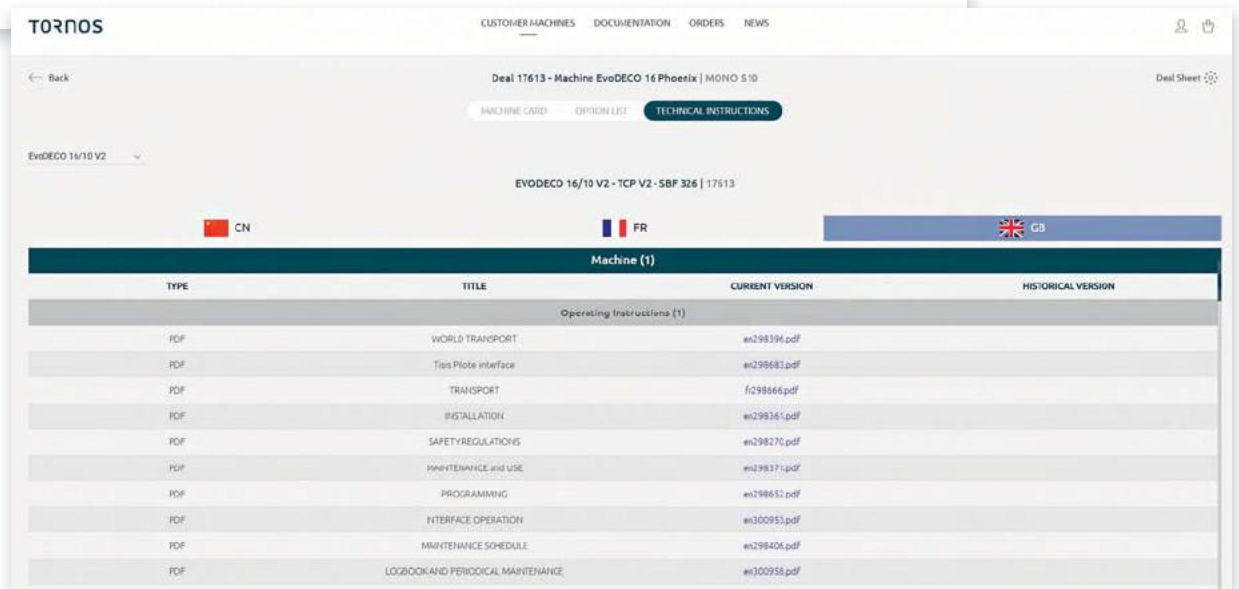 TORNOS
CUSTOMER MACHINES DOCUMENTATION ORDERS NEWS
← Back
Deal 17613 - Machine EvoDECO 16 Phoenix | MONO S10
Deal Sheet
MACHINE CARD OPTION LIST TECHNICAL INSTRUCTIONS
EvoDECO 16/10 V2
EVODECO 16/10 V2 - TCP V2 - SBF 326 | 17613
CN FR GB
Machine (1)
TYPE TITLE CURRENT VERSION HISTORICAL VERSION
Operating Instructions (1)
PDF WORLD TRANSPORT en298396.pdf
PDF Tisis Pilote interface en298683.pdf
PDF TRANSPORT fr298666.pdf
PDF INSTALLATION en298361.pdf
PDF SAFETYREGULATIONS en298270.pdf
PDF MAINTENANCE and USE en298371.pdf
PDF PROGRAMMING en298652.pdf
PDF INTERFACE OPERATION en300953.pdf
PDF MAINTENANCE SCHEDULE en298406.pdf
PDF LOGBOOK AND PERIODICAL MAINTENANCE en300958.pdf